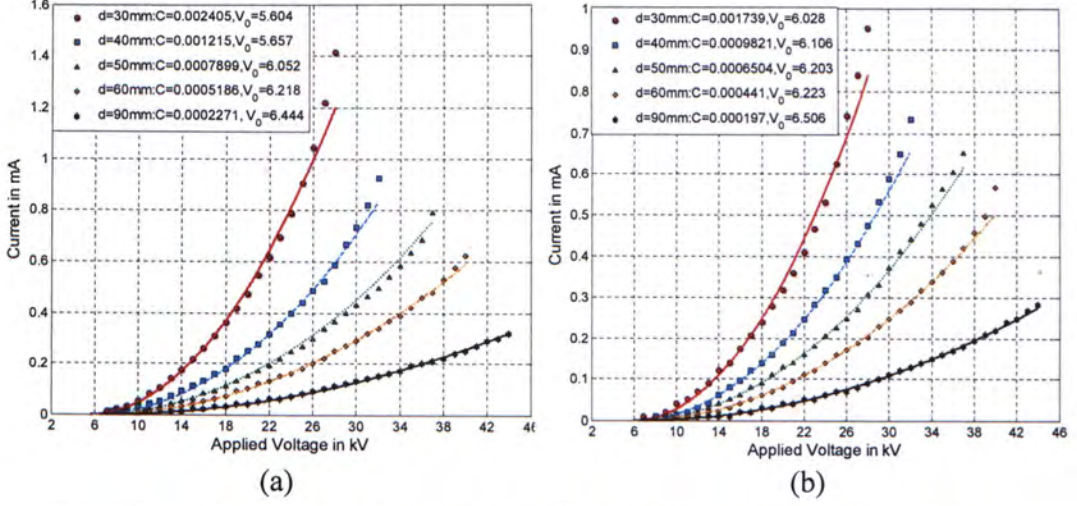 d=30mm:C=0.002405,V0=5.604
d=40mm:C=0.001215,V0=5.657
d=50mm:C=0.0007899,V0=6.052
d=60mm:C=0.0005186,V0=6.218
d=90mm:C=0.0002271, V0=6.444
1.6
1.4
1.2
1
0.8
0.6
0.4
0.2
0
Current in mA
2 6 10 14 18 22 26 30 34 38 42 46
Applied Voltage in kV
(a)
d=30mm:C=0.001739,V0=6.028
d=40mm:C=0.0009821,V0=6.106
d=50mm:C=0.0006504,V0=6.203
d=60mm:C=0.000441,V0=6.223
d=90mm:C=0.000197,V0=6.506
1
0.9
0.8
0.7
0.6
0.5
0.4
0.3
0.2
0.1
0
Current in mA
2 6 10 14 18 22 26 30 34 38 42 46
Applied Voltage in kV
(b)